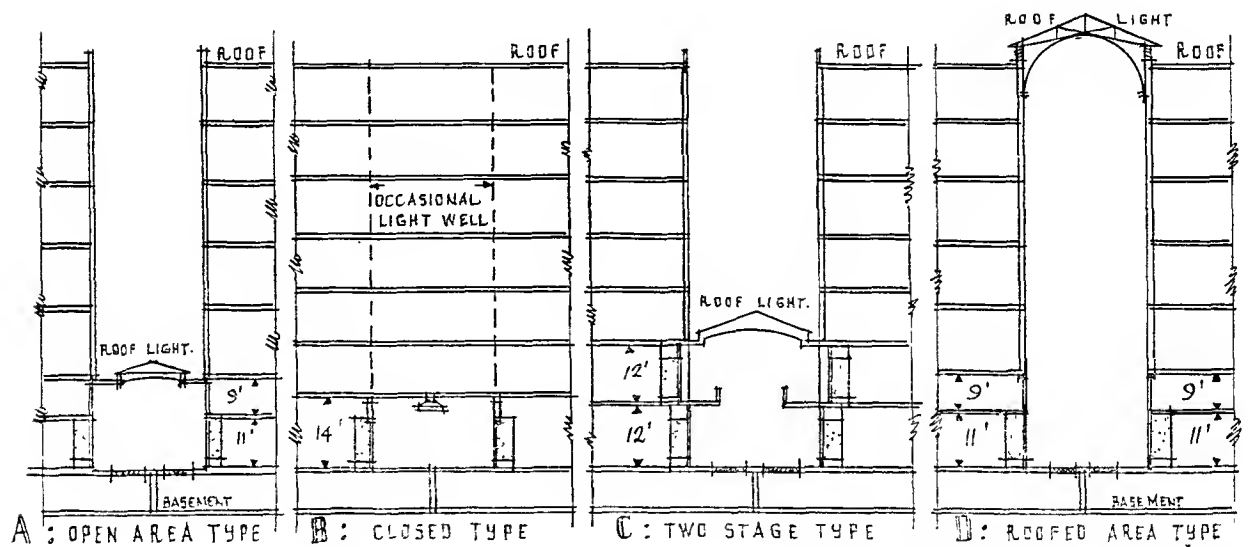 ROOF LIGHT
ROOF
ROOF
ROOF
ROOF
OCCASIONAL
LIGHT WELL
ROOF LIGHT.
ROOF LIGHT.
9'
11'
14'
12'
12'
9'
11'
9'
11'
BASEMENT
BASEMENT
A : OPEN AREA TYPE
B : CLOSED TYPE
C : TWO STAGE TYPE
D : ROOFED AREA TYPE